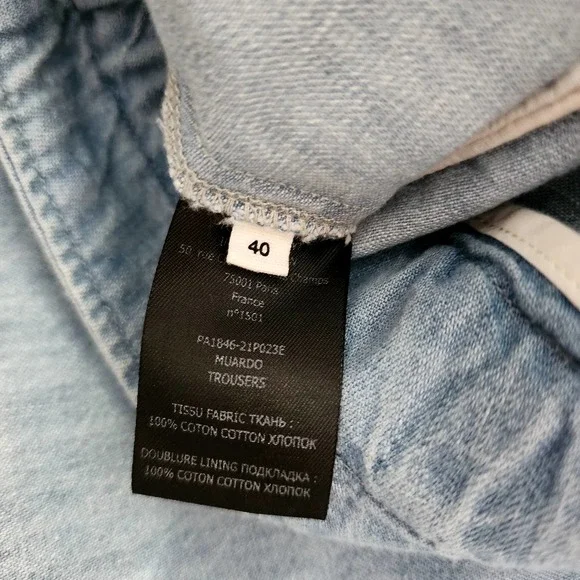 40
50, rue Champs
75001 Paris
France
n°1501
PA1846-21P023E
MUARDO
TROUSERS
TISSU FABRIC ТКАНЬ :
100% COTON COTTON ХЛОПОК
DOUBLURE LINING ПОДКЛАДКА :
100% COTON COTTON ХЛОПОК